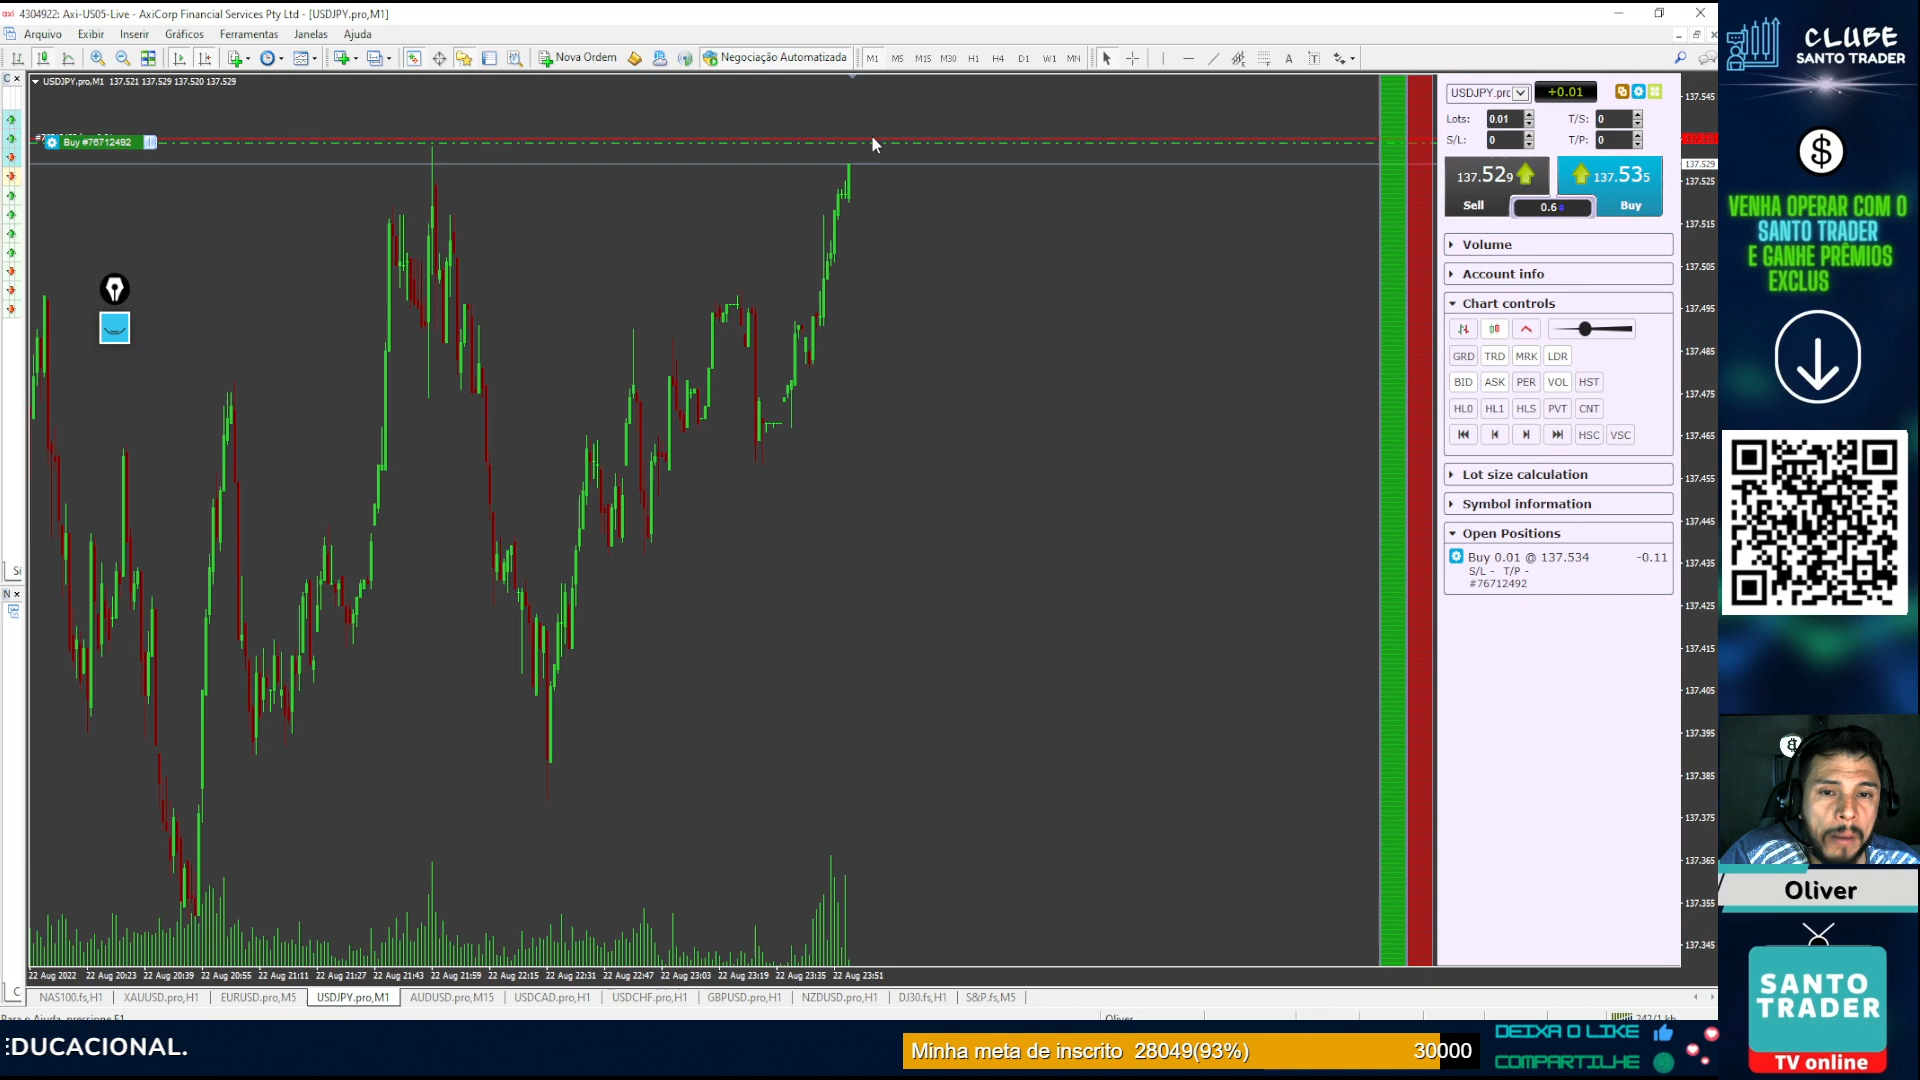 4304922: Axi-US05-Live - AxiCorp Financial Services Pty Ltd - [USDJPY.pro,M1]
Arquivo Exibir Inserir Gráficos Ferramentas Janelas Ajuda
Nova Ordem Negociação Automatizada M1 M5 M15 M30 H1 H4 D1 W1 MN
USDJPY.pro,M1 137.521 137.529 137.520 137.529
Buy #76712492
USDJPY.prc +0.01
Lots: 0.01 T/S: 0
S/L: 0 T/P: 0
137.529 137.535
Sell 0.6 Buy
Volume
Account info
Chart controls
GRD TRD MRK LDR
BID ASK PER VOL HST
HL0 HL1 HLS PVT CNT
HSC VSC
Lot size calculation
Symbol information
Open Positions
Buy 0.01 @ 137.534 -0.11
S/L - T/P -
#76712492
137.545
137.529
137.525
137.515
137.505
137.495
137.485
137.475
137.465
137.455
137.445
137.435
137.425
137.415
137.405
137.395
137.385
137.375
137.365
137.355
137.345
22 Aug 2022 22 Aug 20:23 22 Aug 20:39 22 Aug 20:55 22 Aug 21:11 22 Aug 21:27 22 Aug 21:43 22 Aug 21:59 22 Aug 22:15 22 Aug 22:31 22 Aug 22:47 22 Aug 23:03 22 Aug 23:19 22 Aug 23:35 22 Aug 23:51
NAS100.fs,H1 XAUUSD.pro,H1 EURUSD.pro,M5 USDJPY.pro,M1 AUDUSD.pro,M15 USDCAD.pro,H1 USDCHF.pro,H1 GBPUSD.pro,H1 NZDUSD.pro,H1 DJ30.fs,H1 S&P.fs,M5
CLUBE
SANTO TRADER
VENHA OPERAR COM O
SANTO TRADER
E GANHE PRÊMIOS
EXCLUS
Oliver
SANTO
TRADER
TV online
EDUCACIONAL.
Minha meta de inscrito 28049(93%) 30000
DEIXA O LIKE
COMPARTILHE